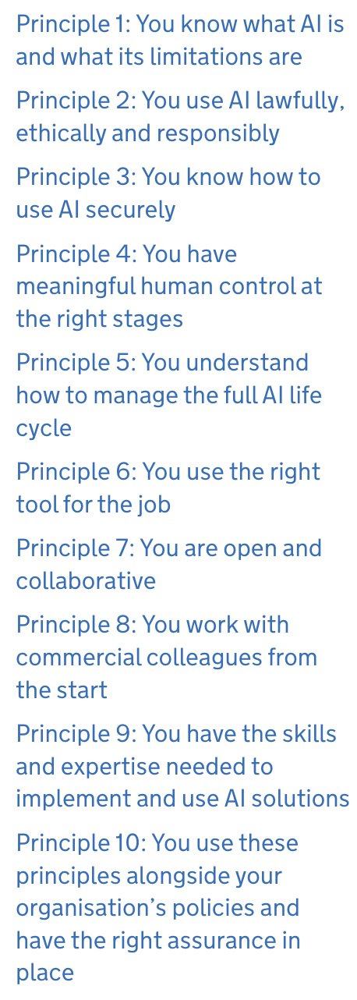 Principle 1: You know what AI is
and what its limitations are
Principle 2: You use AI lawfully,
ethically and responsibly
Principle 3: You know how to
use AI securely
Principle 4: You have
meaningful human control at
the right stages
Principle 5: You understand
how to manage the full AI life
cycle
Principle 6: You use the right
tool for the job
Principle 7: You are open and
collaborative
Principle 8: You work with
commercial colleagues from
the start
Principle 9: You have the skills
and expertise needed to
implement and use AI solutions
Principle 10: You use these
principles alongside your
organisation’s policies and
have the right assurance in
place